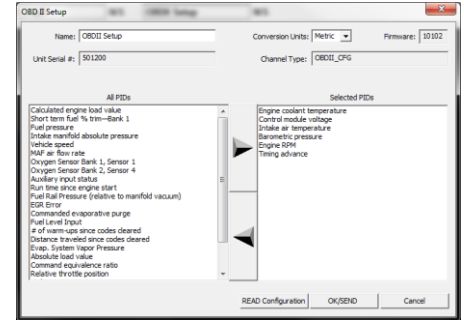 OBD II Setup
Name: OBDII Setup
Conversion Units: Metric
Firmware: 10102
Unit Serial #: 501200
Channel Type: OBDII_CFG
All PIDs
Calculated engine load value
Short term fuel % trim—Bank 1
Fuel pressure
Intake manifold absolute pressure
Vehicle speed
MAF air flow rate
Oxygen Sensor Bank 1, Sensor 1
Oxygen Sensor Bank 2, Sensor 4
Auxiliary input status
Run time since engine start
Fuel Rail Pressure (relative to manifold vacuum)
EGR Error
Commanded evaporative purge
Fuel Level Input
# of warm-ups since codes cleared
Distance traveled since codes cleared
Evap. System Vapor Pressure
Absolute load value
Command equivalence ratio
Relative throttle position
Selected PIDs
Engine coolant temperature
Control module voltage
Intake air temperature
Barometric pressure
Engine RPM
Timing advance
READ Configuration
OK/SEND
Cancel